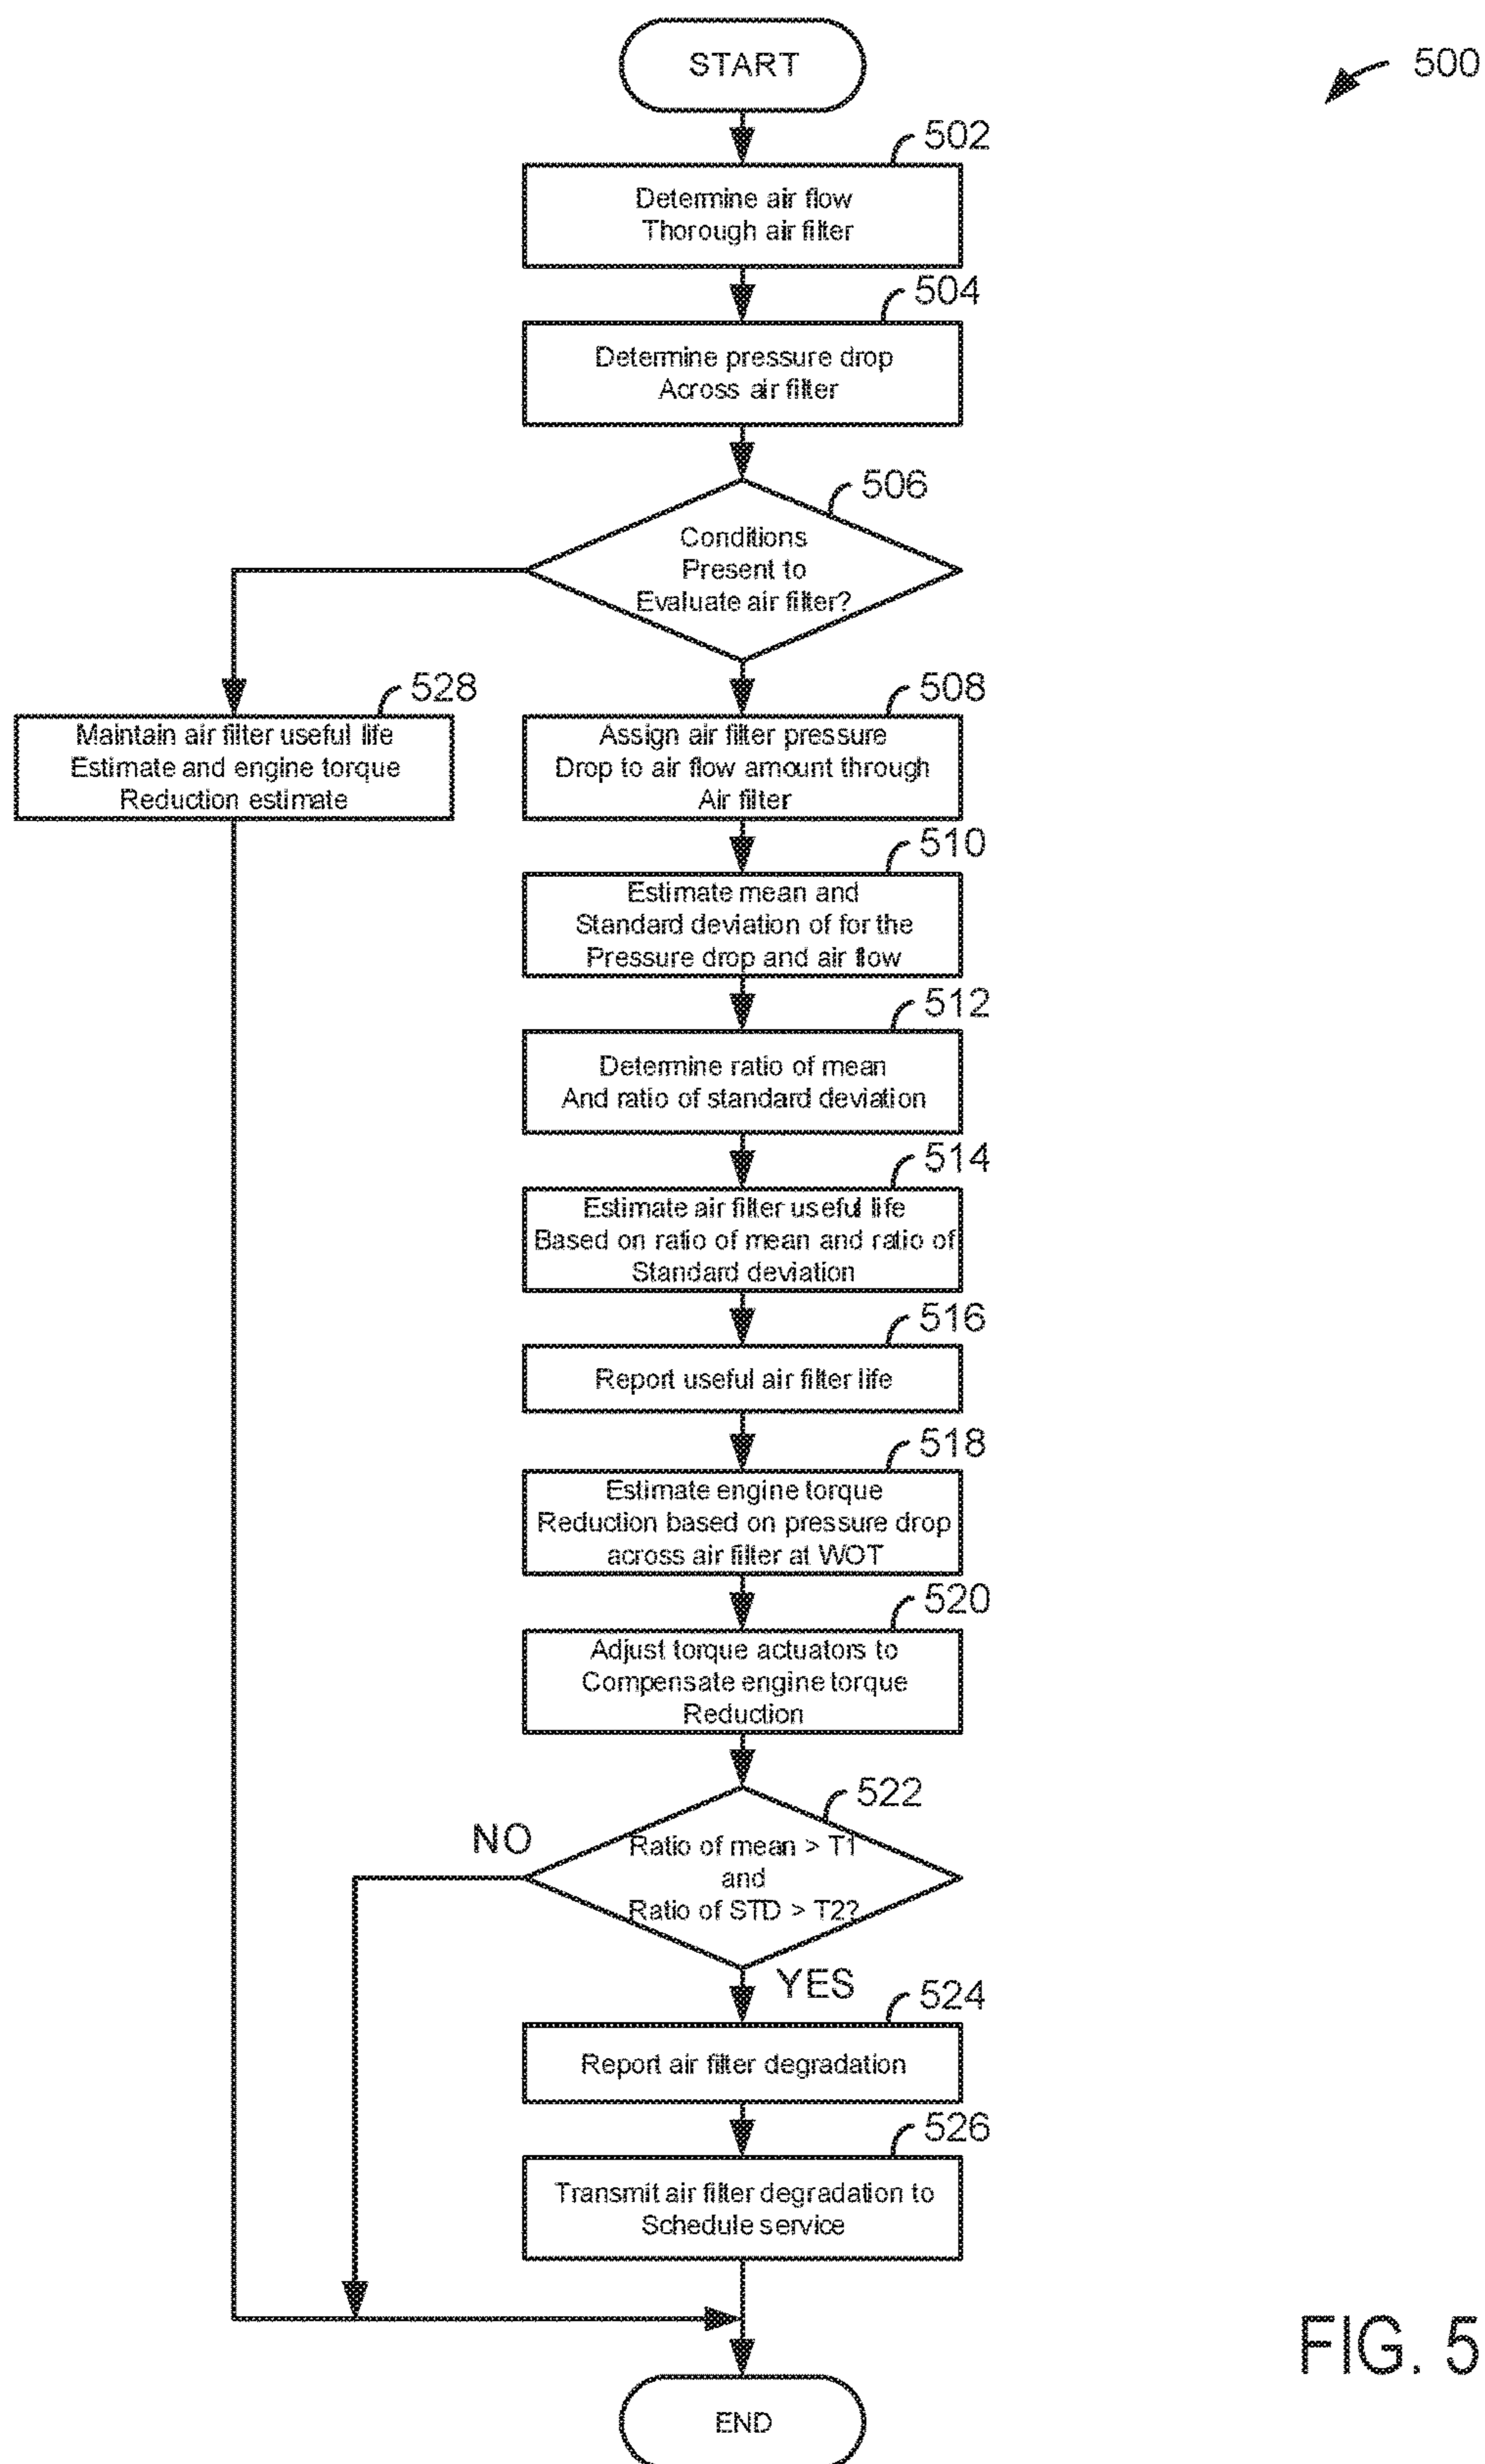 START
500
502
Determine air flow
Thorough air filter
504
Determine pressure drop
Across air filter
506
Conditions
Present to
Evaluate air filter?
528
Maintain air filter useful life
Estimate and engine torque
Reduction estimate
508
Assign air filter pressure
Drop to air flow amount through
Air filter
510
Estimate mean and
Standard deviation of for the
Pressure drop and air flow
512
Determine ratio of mean
And ratio of standard deviation
514
Estimate air filter useful life
Based on ratio of mean and ratio of
Standard deviation
516
Report useful air filter life
518
Estimate engine torque
Reduction based on pressure drop
across air filter at WOT
520
Adjust torque actuators to
Compensate engine torque
Reduction
522
NO
Ratio of mean > T1
and
Ratio of STD > T2?
YES
524
Report air filter degradation
526
Transmit air filter degradation to
Schedule service
END
FIG. 5